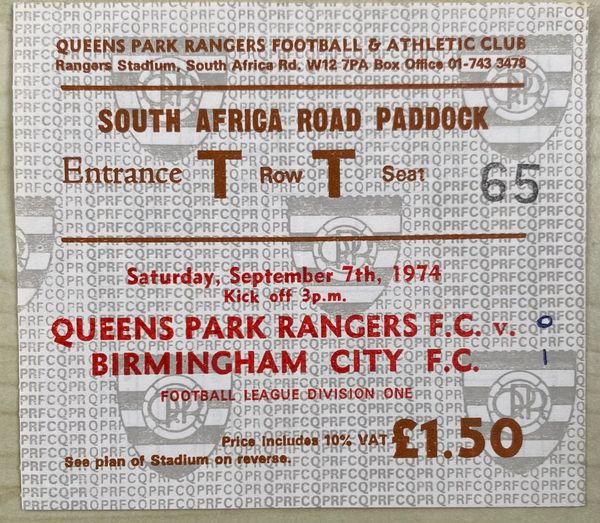 QUEENS PARK RANGERS FOOTBALL & ATHLETIC CLUB
Rangers Stadium, South Africa Rd. W12 7PA Box Office 01-743 3478
SOUTH AFRICA ROAD PADDOCK
Entrance T Row T Seat 65
Saturday, September 7th, 1974
Kick off 3p.m.
QUEENS PARK RANGERS F.C. v. 0
BIRMINGHAM CITY F.C. 1
FOOTBALL LEAGUE DIVISION ONE
Price Includes 10% VAT £1.50
See plan of Stadium on reverse.